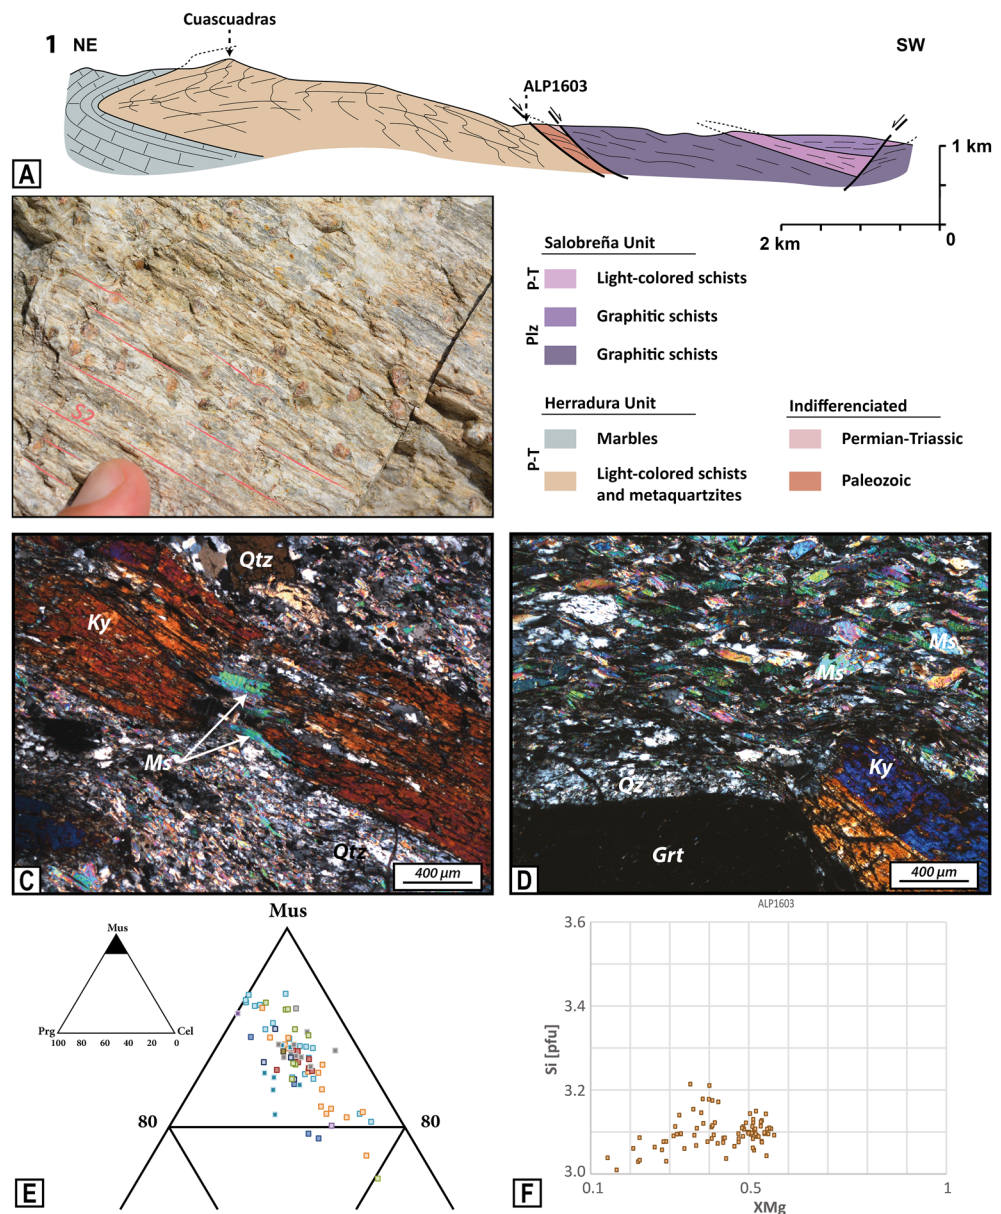 Cuascuadras
1 NE
SW
ALP1603
1 km
A
2 km
0
Salobreña Unit
P-T
Light-colored schists
Plz
Graphitic schists
Graphitic schists
Herradura Unit
P-T
Marbles
Light-colored schists
and metaquartzites
Indifferenciated
Permian-Triassic
Paleozoic
S2
Qtz
Ky
Ms
Qtz
C
400 µm
Ms
Ms
Ky
Qz
Grt
D
400 µm
Mus
Mus
Prg
Cel
100 80 60 40 20 0
80
80
E
ALP1603
3.6
3.4
3.2
3.0
Si [pfu]
0.1
0.5
1
XMg
F